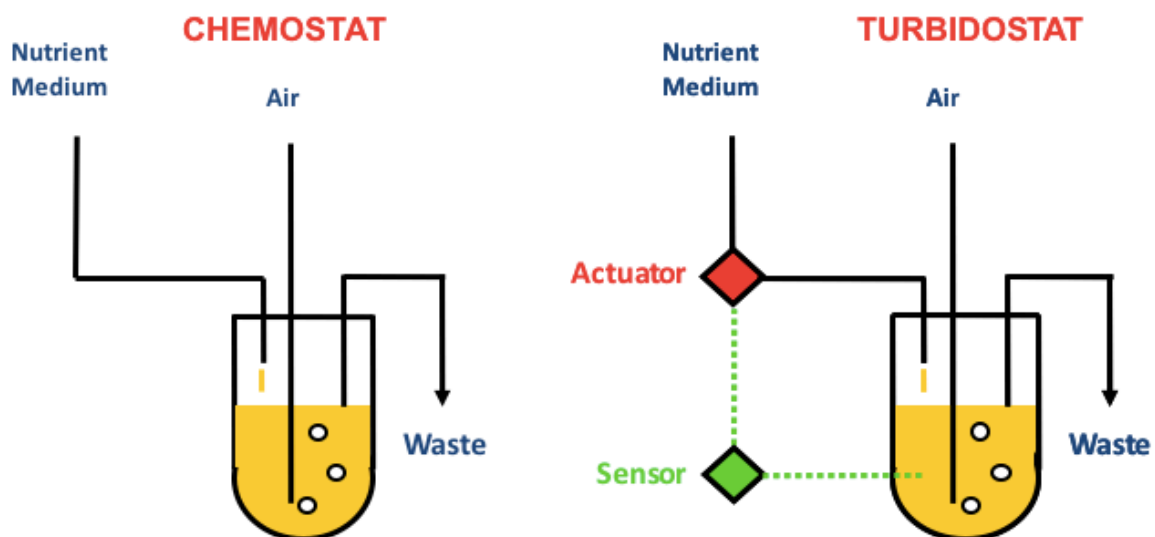 CHEMOSTAT
Nutrient
Medium
Air
Waste
TURBIDOSTAT
Nutrient
Medium
Air
Actuator
Sensor
Waste